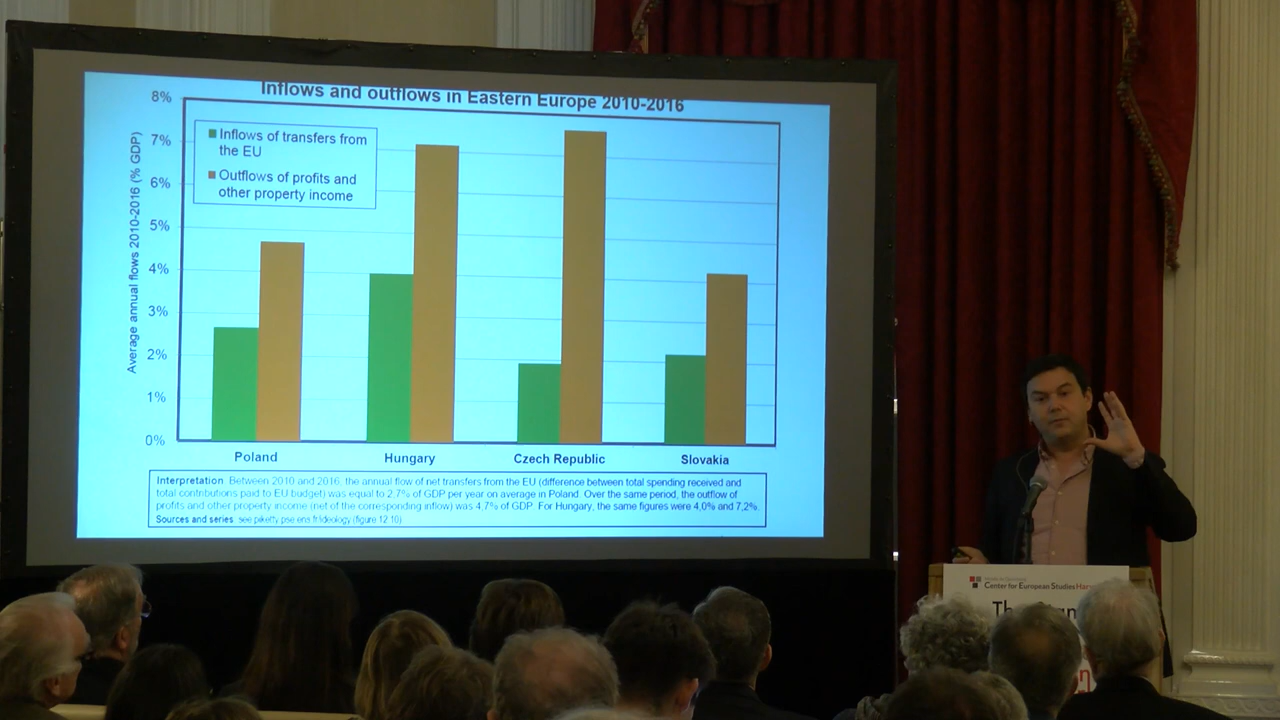 Inflows and outflows in Eastern Europe 2010-2016
8%
7%
6%
5%
4%
3%
2%
1%
0%
Average annual flows 2010-2016 (% GDP)
Inflows of transfers from
the EU
Outflows of profits and
other property income
Poland
Hungary
Czech Republic
Slovakia
Interpretation Between 2010 and 2016, the annual flow of net transfers from the EU (difference between total spending received and
total contributions paid to EU budget) was equal to 2,7% of GDP per year on average in Poland. Over the same period, the outflow of
profits and other property income (net of the corresponding inflow) was 4,7% of GDP For Hungary, the same figures were 4,0% and 7,2%.
Sources and series see piketty.pse.ens.fr/ideology (figure 12.10)
Center for European Studies Har